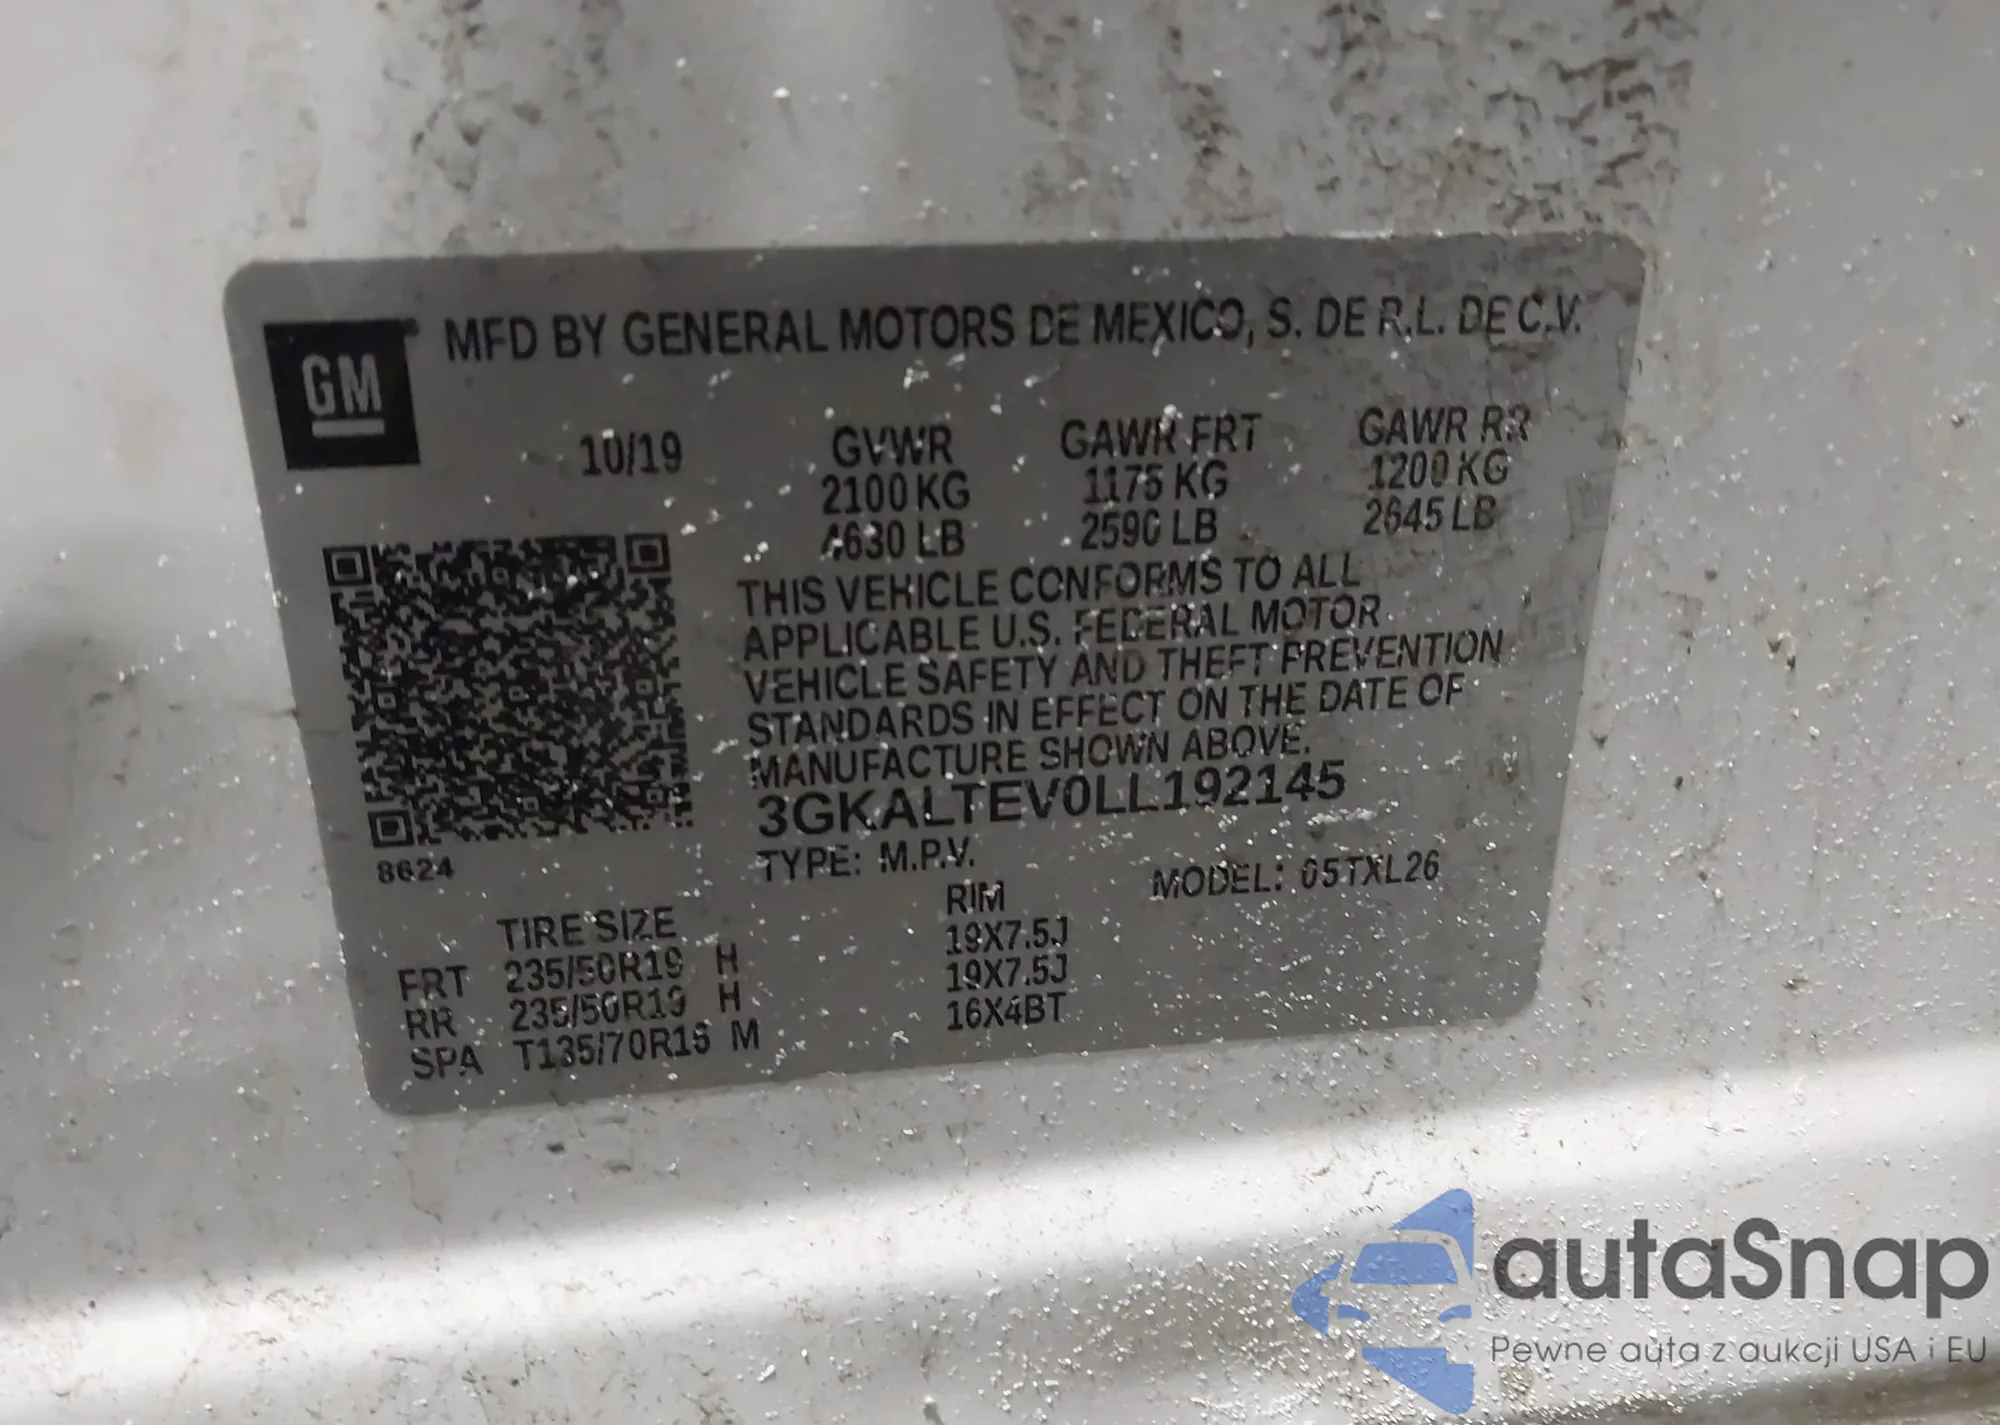 GM
MFD BY GENERAL MOTORS DE MEXICO, S. DE R.L. DE C.V.
10/19 GVWR GAWR FRT GAWR RR
2100 KG 1175 KG 1200 KG
4630 LB 2590 LB 2645 LB
THIS VEHICLE CONFORMS TO ALL
APPLICABLE U.S. FEDERAL MOTOR
VEHICLE SAFETY AND THEFT PREVENTION
STANDARDS IN EFFECT ON THE DATE OF
MANUFACTURE SHOWN ABOVE.
3GKALTEV0LL192145
8624
TYPE: M.P.V. MODEL: 05TXL26
TIRE SIZE RIM
FRT 235/50R19 H 19X7.5J
RR 235/50R19 H 19X7.5J
SPA T135/70R16 M 16X4BT
autaSnap
Pewne auta z aukcji USA i EU